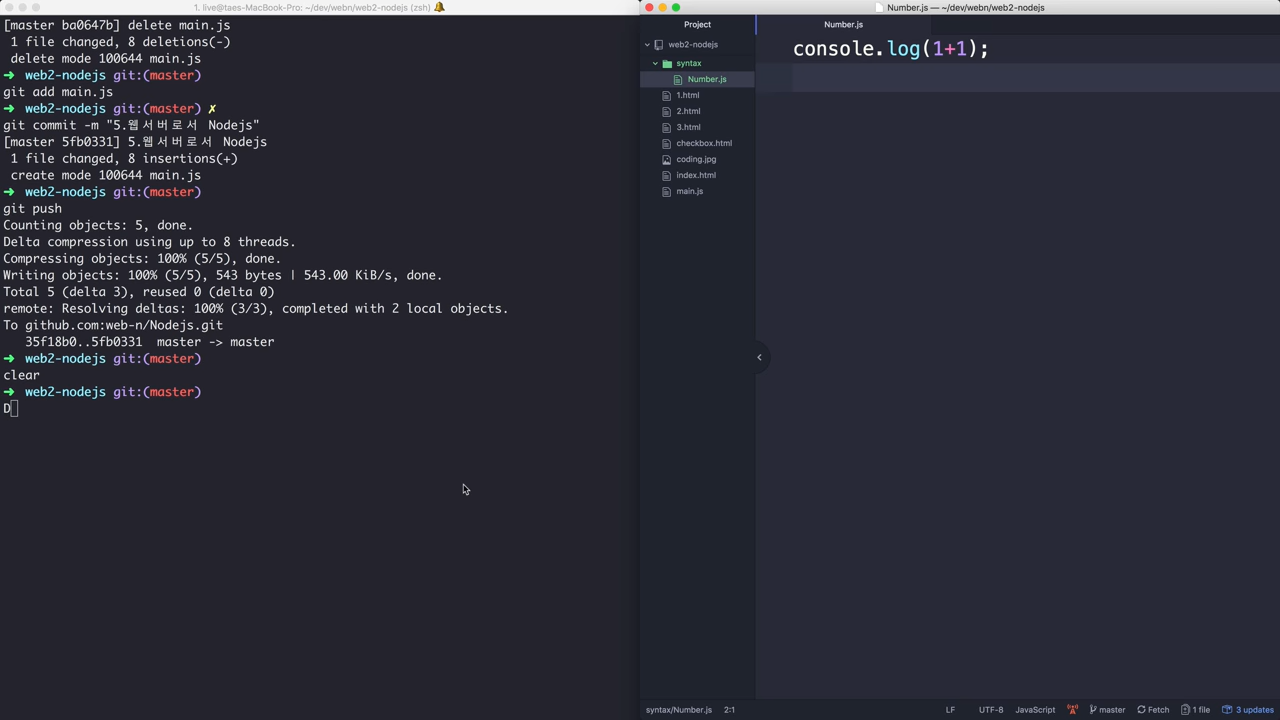 1. live@taes-MacBook-Pro: ~/dev/webn/web2-nodejs (zsh)
[master ba0647b] delete main.js
 1 file changed, 8 deletions(-)
 delete mode 100644 main.js
➜  web2-nodejs git:(master)
git add main.js
➜  web2-nodejs git:(master) ✗
git commit -m "5.웹서버로서 Nodejs"
[master 5fb0331] 5.웹서버로서 Nodejs
 1 file changed, 8 insertions(+)
 create mode 100644 main.js
➜  web2-nodejs git:(master)
git push
Counting objects: 5, done.
Delta compression using up to 8 threads.
Compressing objects: 100% (5/5), done.
Writing objects: 100% (5/5), 543 bytes | 543.00 KiB/s, done.
Total 5 (delta 3), reused 0 (delta 0)
remote: Resolving deltas: 100% (3/3), completed with 2 local objects.
To github.com:web-n/Nodejs.git
   35f18b0..5fb0331  master -> master
➜  web2-nodejs git:(master)
clear
➜  web2-nodejs git:(master)
D
Number.js — ~/dev/webn/web2-nodejs
Project
web2-nodejs
syntax
Number.js
1.html
2.html
3.html
checkbox.html
coding.jpg
index.html
main.js
Number.js
console.log(1+1);
syntax/Number.js 2:1 LF UTF-8 JavaScript master Fetch 1 file 3 updates